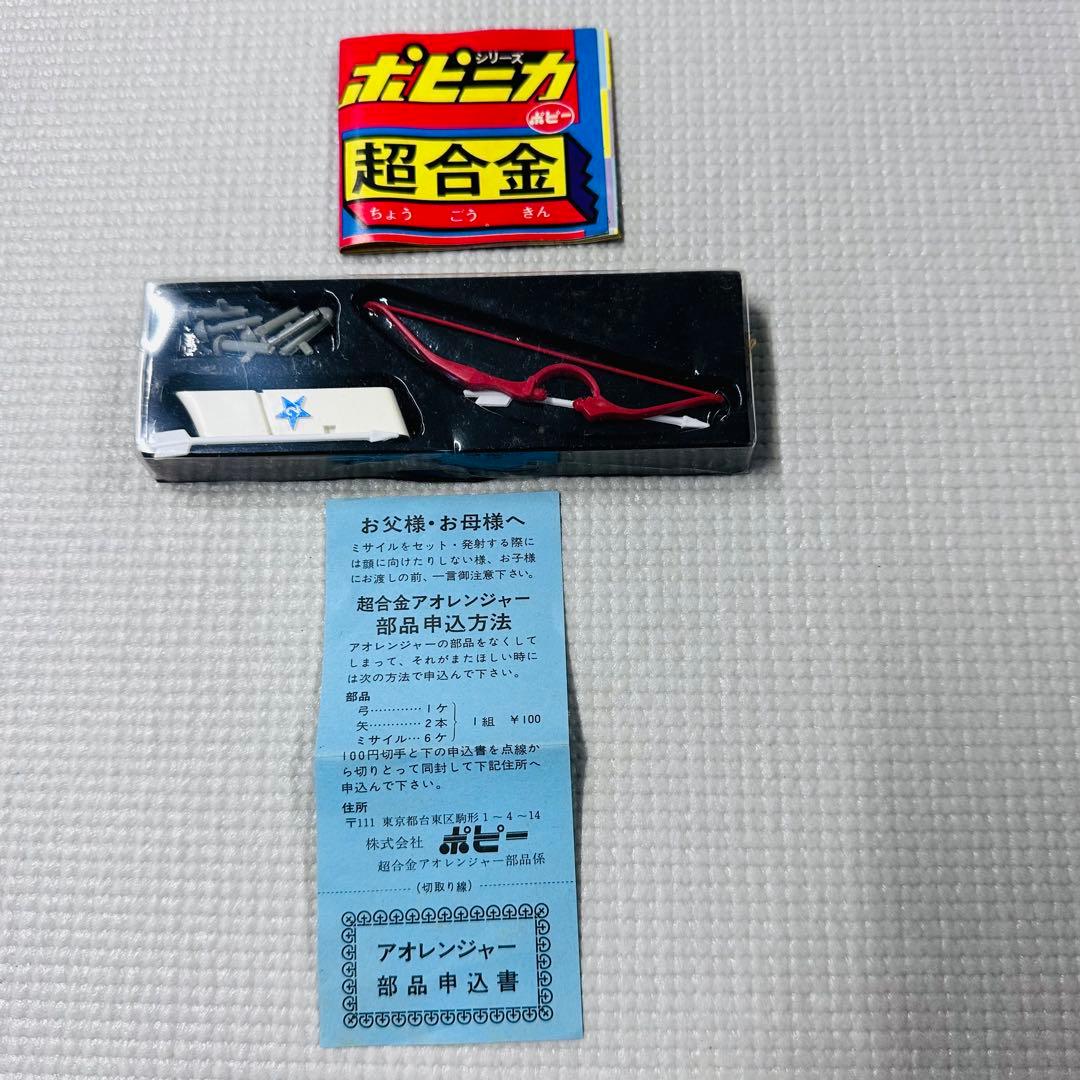 ポピニカ
シリーズ
ポピー
超合金
ちょう ごう きん
2
お父様・お母様へ
ミサイルをセット・発射する際に
は顔に向けたりしない様、お子様
にお渡しの前、一言御注意下さい。
超合金アオレンジャー
部品申込方法
アオレンジャーの部品をなくして
しまって、それがまたほしい時に
は次の方法で申込んで下さい。
部品
弓…………1ケ
矢…………2本 1組 ¥100
ミサイル…6ケ
100円切手と下の申込書を点線か
ら切りとって同封して下記住所へ
申込んで下さい。
住所
〒111 東京都台東区駒形1〜4〜14
株式会社 ポピー
超合金アオレンジャー部品係
(切取り線)
アオレンジャー
部品申込書